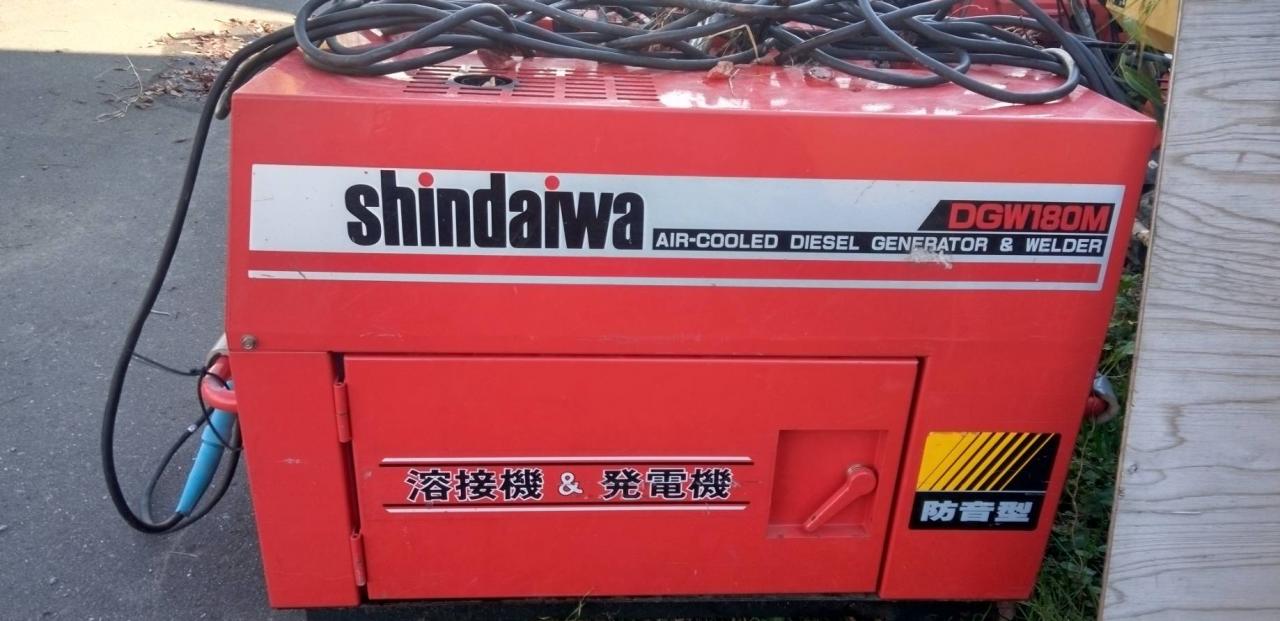 shindaiwa
DGW180M
AIR-COOLED DIESEL GENERATOR & WELDER
溶接機 & 発電機
防音型